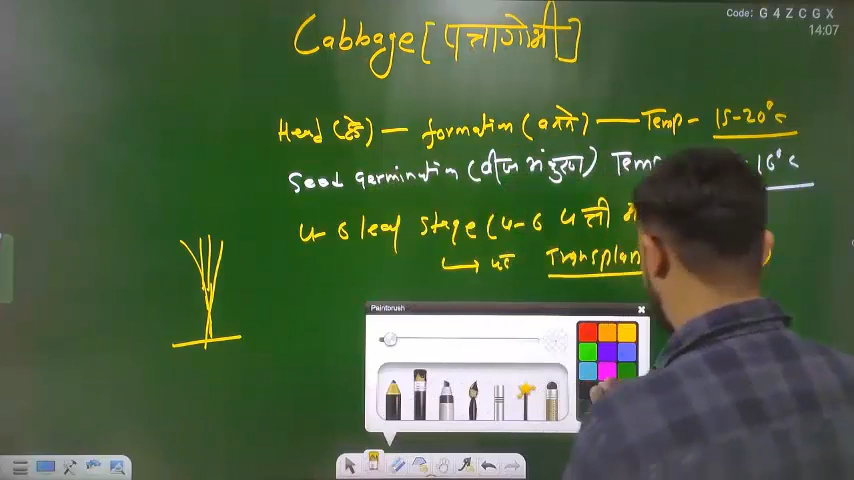 Code: G 4 Z C G X
14:07
Cabbage [पत्तागोभी]
Head (हेड) — formation (बनने) — Temp - 15-20°c
Seed germination (बीज अंकुरण) Temp
4-6 leaf stage (4-6 पत्ती
→ पर Transplan
Paintbrush